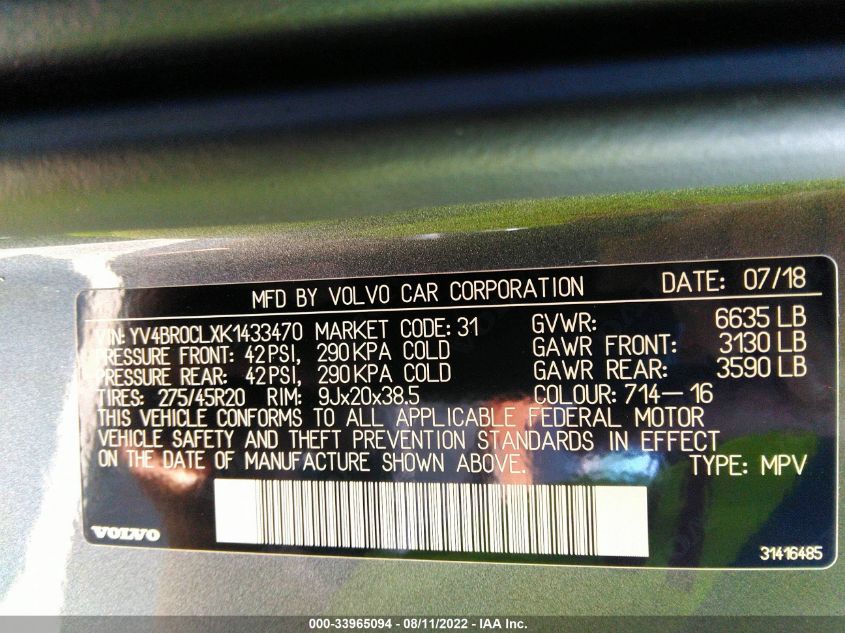 MFD BY VOLVO CAR CORPORATION DATE: 07/18
VIN: YV4BR0CLXK1433470 MARKET CODE: 31 GVWR: 6635 LB
PRESSURE FRONT: 42 PSI, 290 KPA COLD GAWR FRONT: 3130 LB
PRESSURE REAR: 42 PSI, 290 KPA COLD GAWR REAR: 3590 LB
TIRES: 275/45R20 RIM: 9Jx20x38.5 COLOUR: 714-16
THIS VEHICLE CONFORMS TO ALL APPLICABLE FEDERAL MOTOR
VEHICLE SAFETY AND THEFT PREVENTION STANDARDS IN EFFECT
ON THE DATE OF MANUFACTURE SHOWN ABOVE. TYPE: MPV
VOLVO
31416485
000-33965094 - 08/11/2022 - IAA Inc.